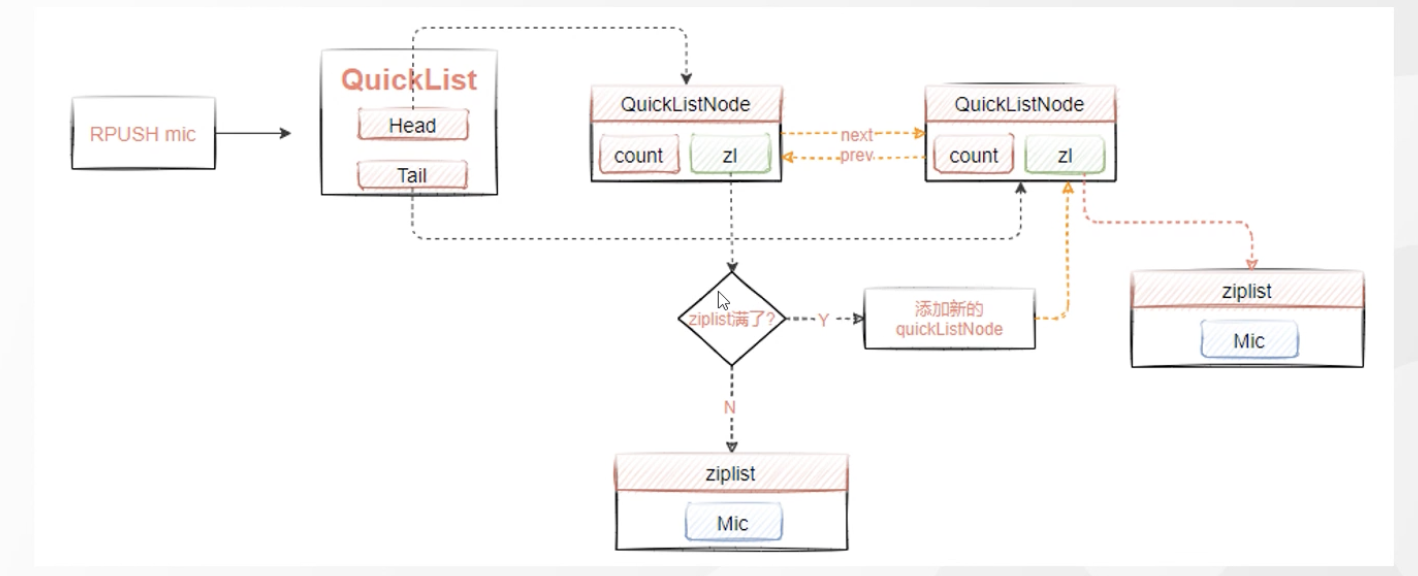 QuickList
RPUSH mic
Head
Tail
QuickListNode
count
zl
next
prev
QuickListNode
count
zl
ziplist满了?
Y
添加新的
quickListNode
ziplist
Mic
N
ziplist
Mic